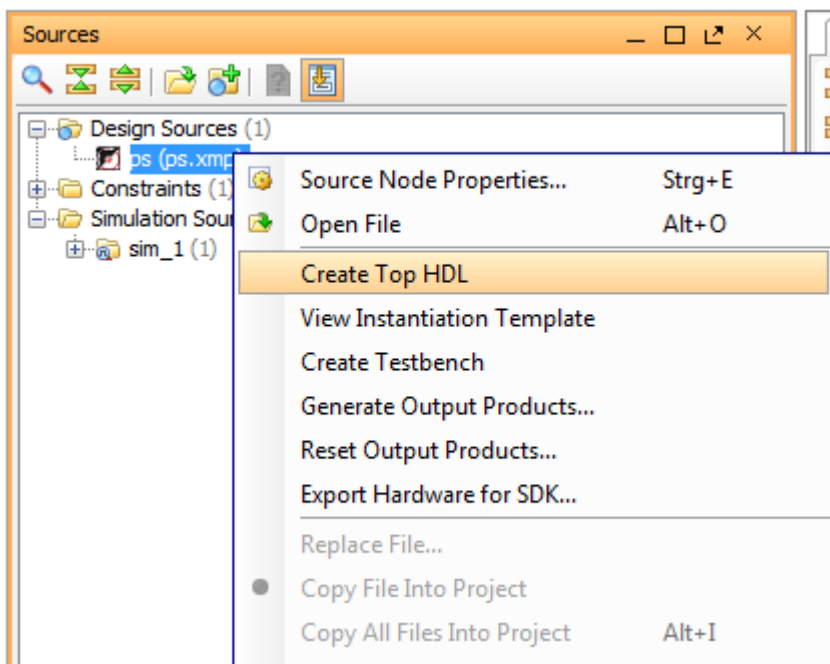 Sources
Design Sources (1)
ps (ps.xmp)
Constraints (1)
Simulation Sour
sim_1 (1)
Source Node Properties... Strg+E
Open File Alt+O
Create Top HDL
View Instantiation Template
Create Testbench
Generate Output Products...
Reset Output Products...
Export Hardware for SDK...
Replace File...
Copy File Into Project
Copy All Files Into Project Alt+I